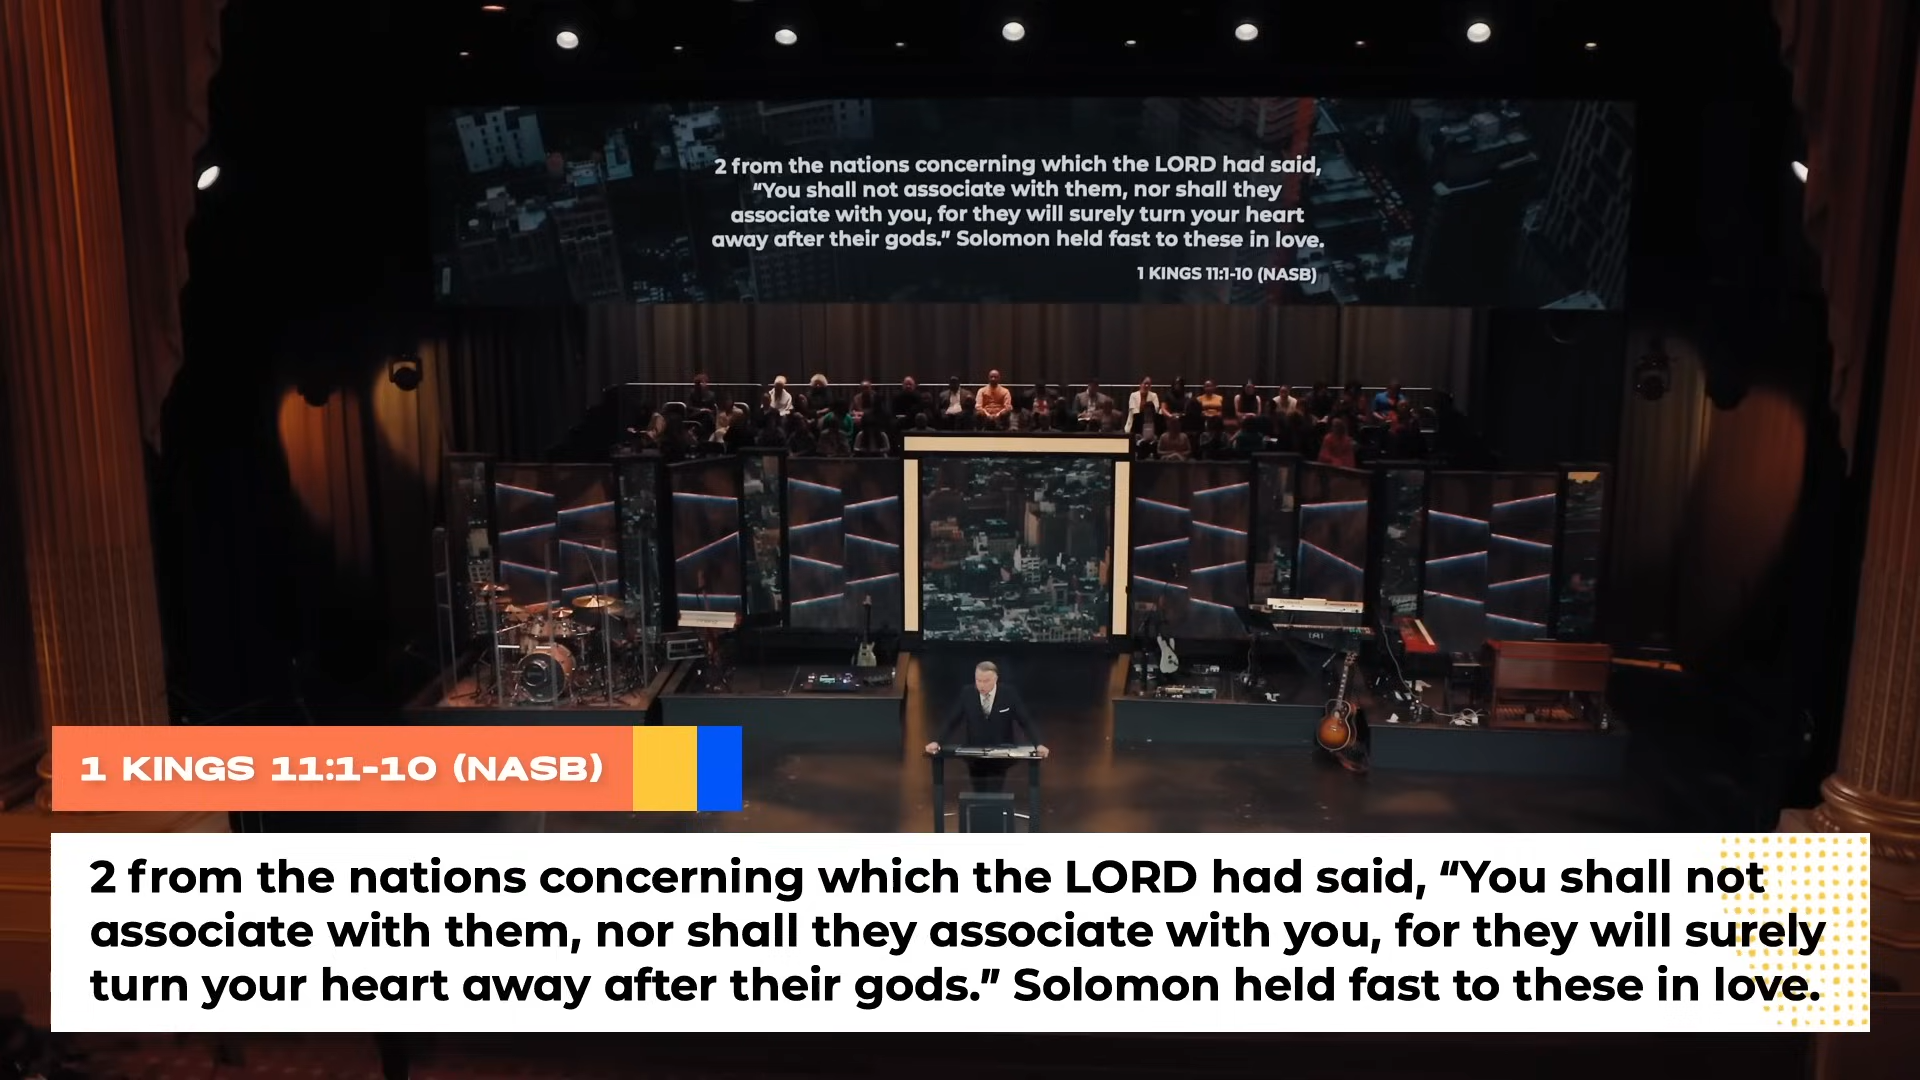 2 from the nations concerning which the LORD had said,
“You shall not associate with them, nor shall they
associate with you, for they will surely turn your heart
away after their gods.” Solomon held fast to these in love.
1 KINGS 11:1-10 (NASB)
1 KINGS 11:1-10 (NASB)
2 from the nations concerning which the LORD had said, “You shall not
associate with them, nor shall they associate with you, for they will surely
turn your heart away after their gods.” Solomon held fast to these in love.